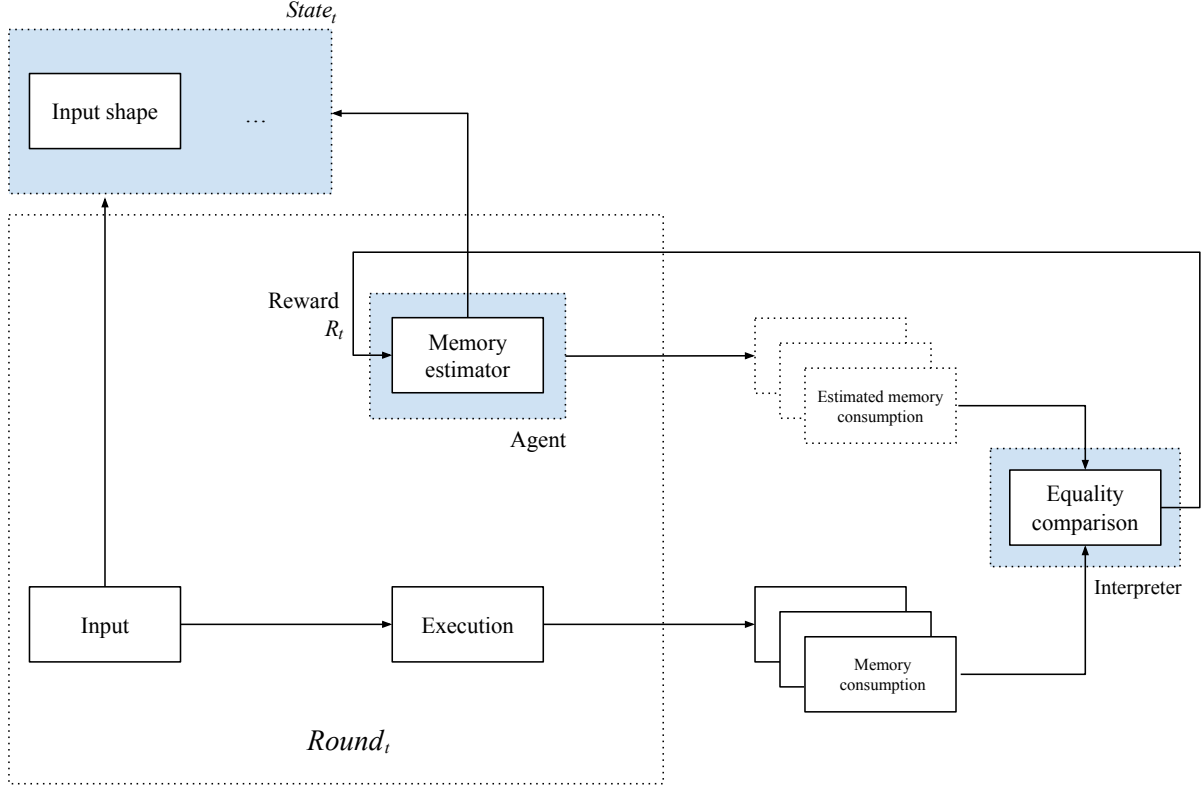 State_t
Input shape
…
Reward
R_t
Memory
estimator
Agent
Estimated memory
consumption
Equality
comparison
Interpreter
Input
Execution
Memory
consumption
Round_t